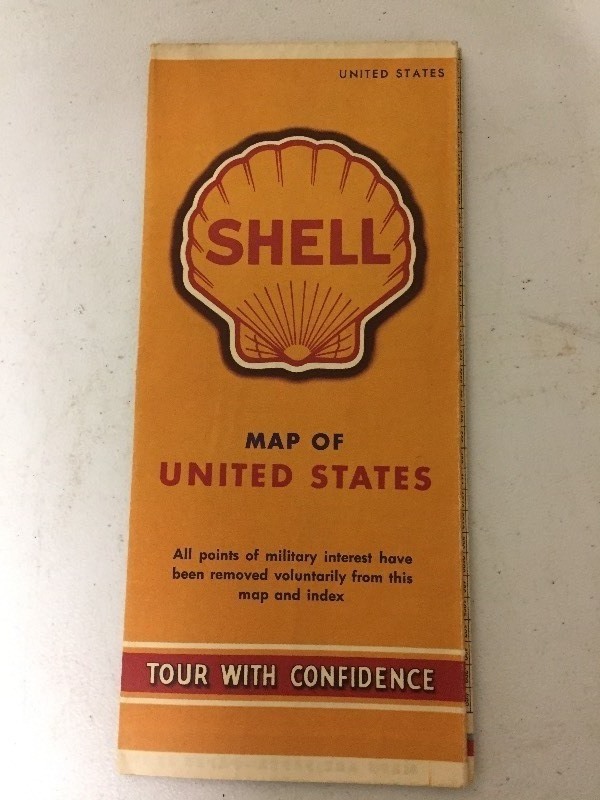 UNITED STATES
SHELL
MAP OF
UNITED STATES
All points of military interest have
been removed voluntarily from this
map and index
TOUR WITH CONFIDENCE